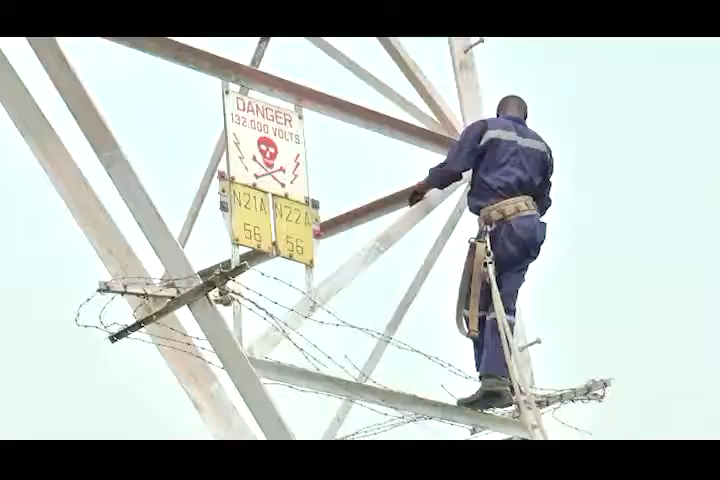 DANGER
132,000 VOLTS
N21A
56
N22A
56